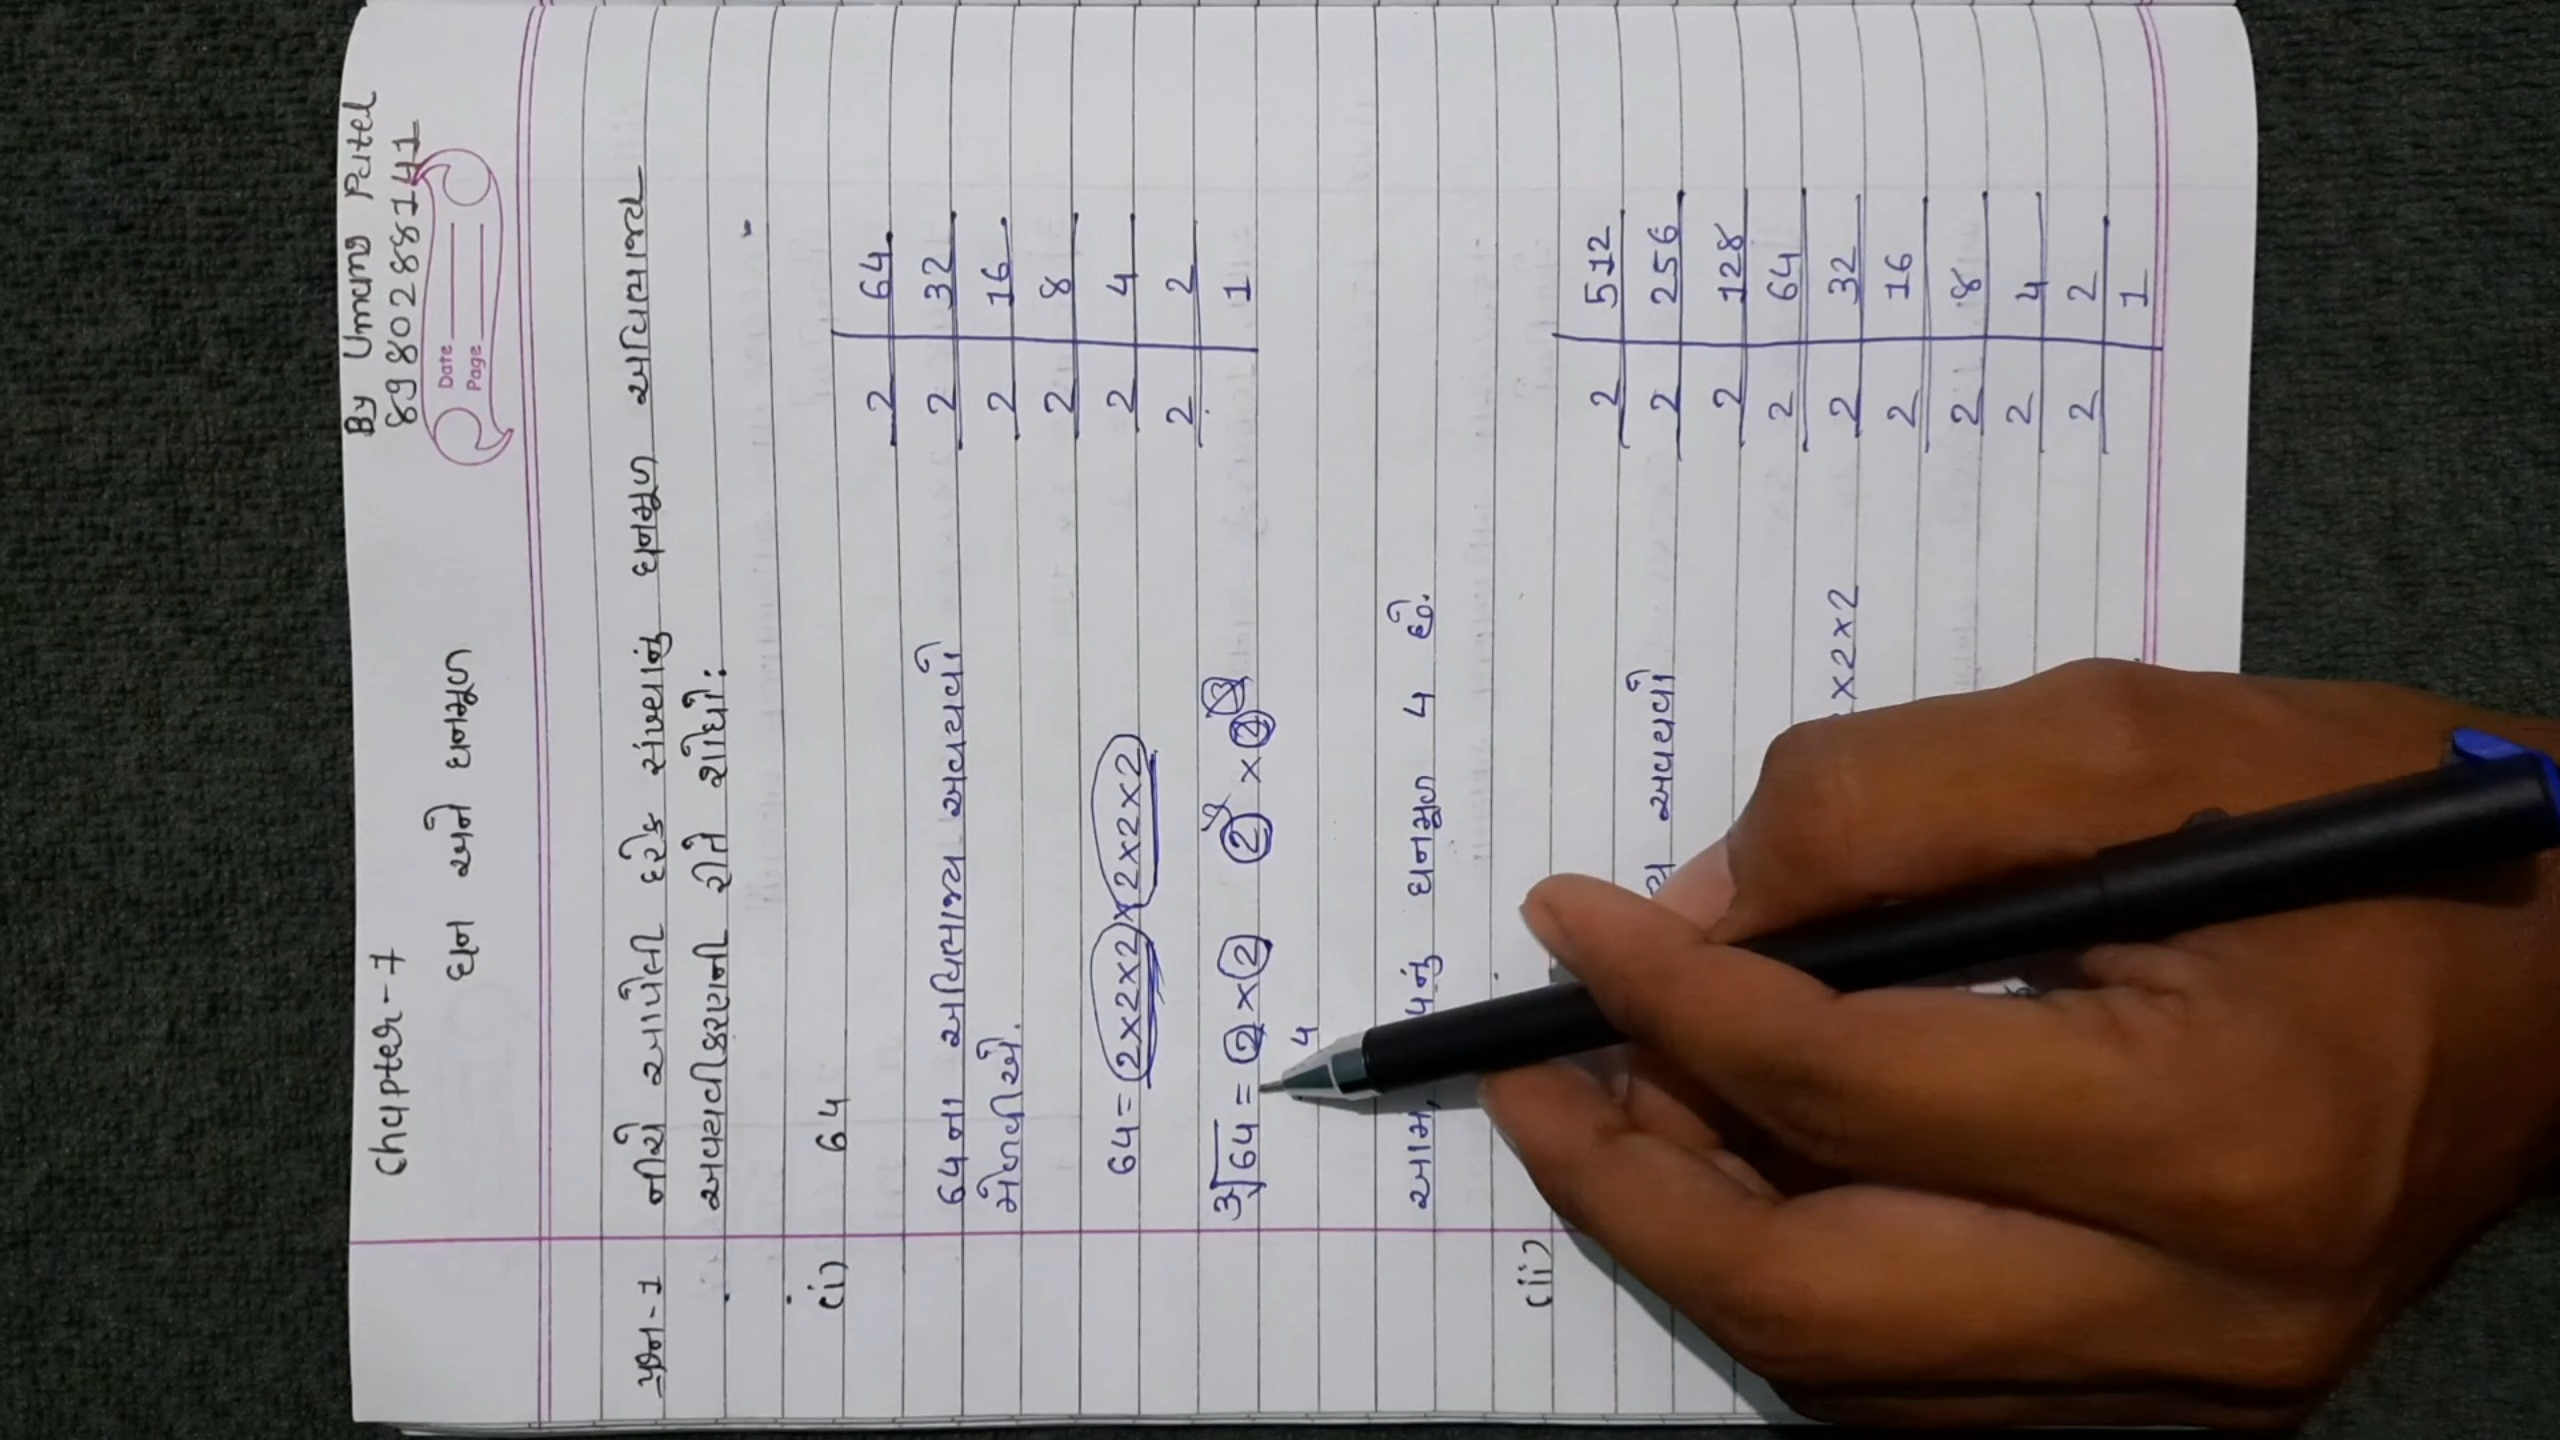 By Umang Patel
8980288141
Chapter-7
Date
Page
ઘન અને ઘનમૂળ
પ્રશ્ન-1 નીચે આપેલી દરેક સંખ્યાનું ઘનમૂળ અવિભાજ્ય
અવયવીકરણની રીતે શોધો:
(i) 64
2 64
2 32
2 16
2 8
2 4
2 2
1
64ના અવિભાજ્ય અવયવો
મેળવીએ.
64 = 2×2×2×2×2×2
∛64 = 2×2 2³ × 2³
4
આમ, નું ઘનમૂળ 4 છે.
(ii)
2 512
2 256
2 128
2 64
2 32
2 16
2 8
2 4
2 2
1
અવયવો
×2×2